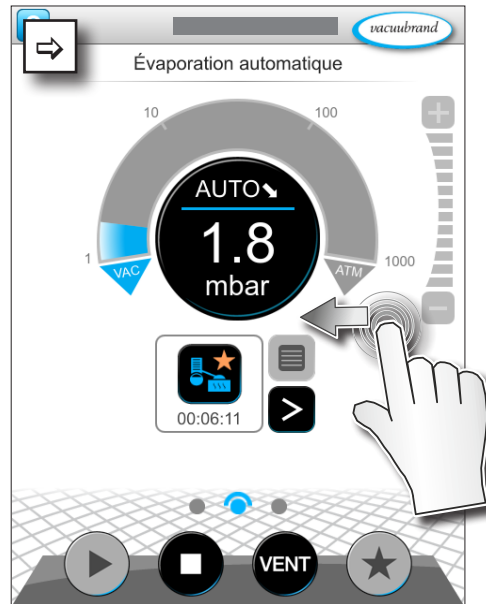 vacuubrand
Évaporation automatique
10
100
AUTO
1.8
mbar
1
VAC
ATM
1000
00:06:11
VENT